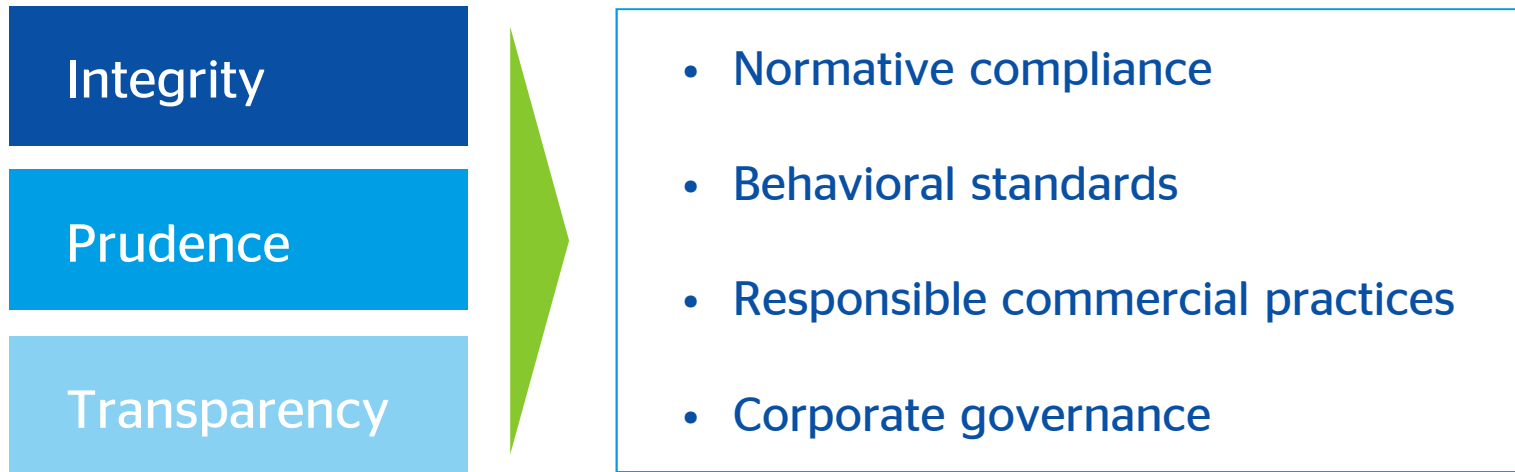 Integrity
Prudence
Transparency
• Normative compliance
• Behavioral standards
• Responsible commercial practices
• Corporate governance